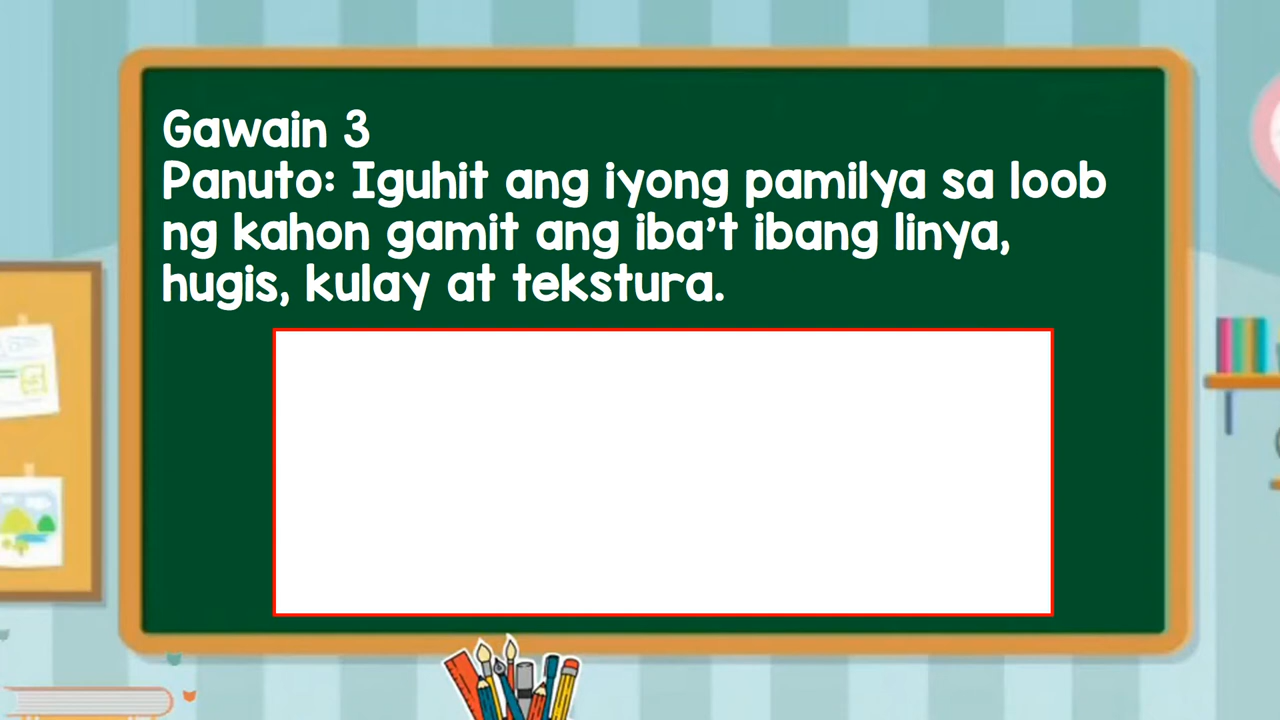 Gawain 3
Panuto: Iguhit ang iyong pamilya sa loob
ng kahon gamit ang iba't ibang linya,
hugis, kulay at tekstura.